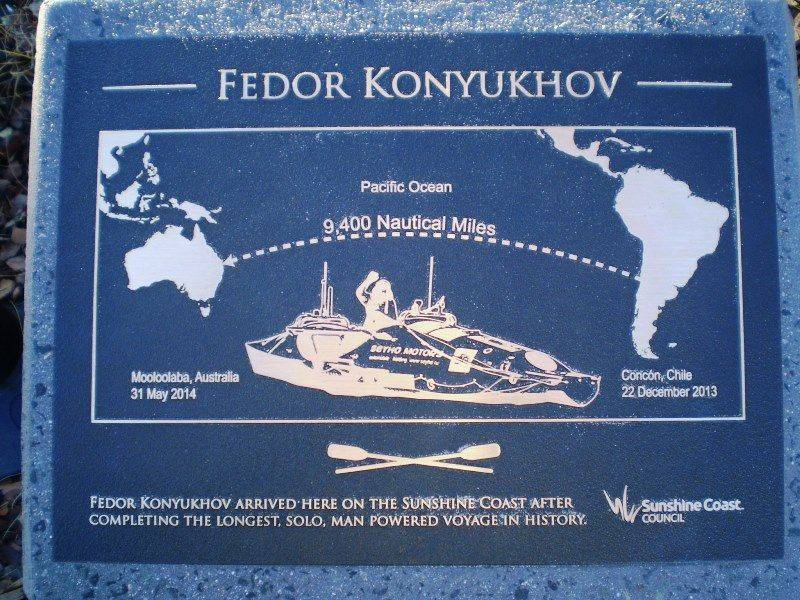 FEDOR KONYUKHOV
Pacific Ocean
9,400 Nautical Miles
Mooloolaba, Australia
31 May 2014
Concón, Chile
22 December 2013
FEDOR KONYUKHOV ARRIVED HERE ON THE SUNSHINE COAST AFTER
COMPLETING THE LONGEST, SOLO, MAN POWERED VOYAGE IN HISTORY.
Sunshine Coast
COUNCIL